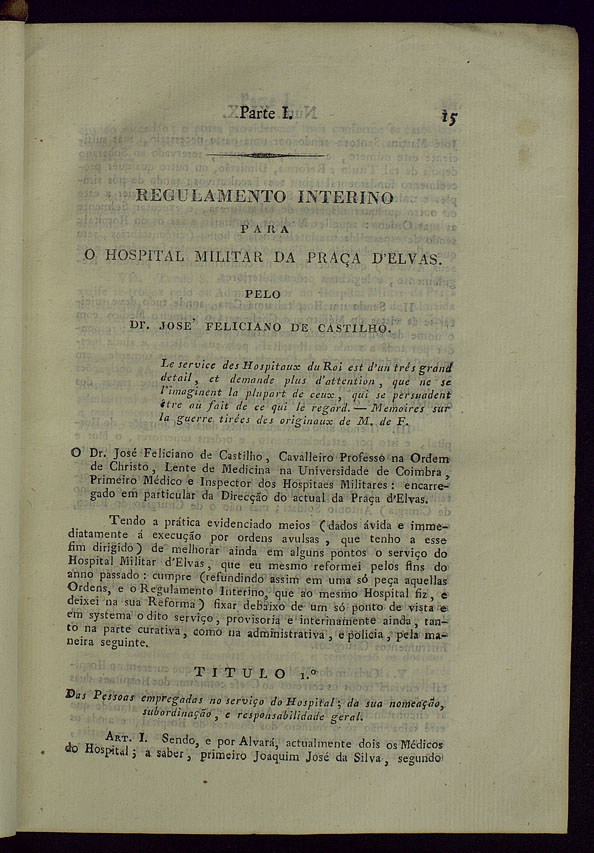 Parte I. 15
REGULAMENTO INTERINO
PARA
O HOSPITAL MILITAR DA PRAÇA D'ELVAS.
PELO
Dr. JOSE' FELICIANO DE CASTILHO.
Le service des Hospitaux du Roi est d'un trés grand
detail, et demande plus d'attention, que ne se
l'imaginent la plupart de ceux, qui se persuadent
être au fait de ce qui le regard. — Memoires sur
la guerre tirées des originaux de M. de F.
O Dr. José Feliciano de Castilho, Cavalleiro Professo na Ordem
de Christo, Lente de Medicina na Universidade de Coimbra,
Primeiro Médico e Inspector dos Hospitaes Militares: encarre-
gado em particular da Direcção do actual da Praça d'Elvas.
Tendo a prática evidenciado meios (dados ávida e imme-
diatamente á execução por ordens avulsas, que tenho a esse
fim dirigido) de melhorar ainda em alguns pontos o serviço do
Hospital Militar d'Elvas, que eu mesmo reformei pelos fins do
anno passado: cumpre (refundindo assim em uma só peça aquellas
Ordens, e o Regulamento Interino, que ao mesmo Hospital fiz, e
deixei na sua Reforma) fixar debaixo de um só ponto de vista e
em systema o dito serviço, provisoria e interinamente ainda, tan-
to na parte curativa, como na administrativa, e policia, pela ma-
neira seguinte.
TITULO 1.º
Das Pessoas empregadas no serviço do Hospital; da sua nomeação,
subordinação, e responsabilidade geral.
ART. I. Sendo, e por Alvará, actualmente dois os Médicos
do Hospital; a saber, primeiro Joaquim José da Silva, segundo